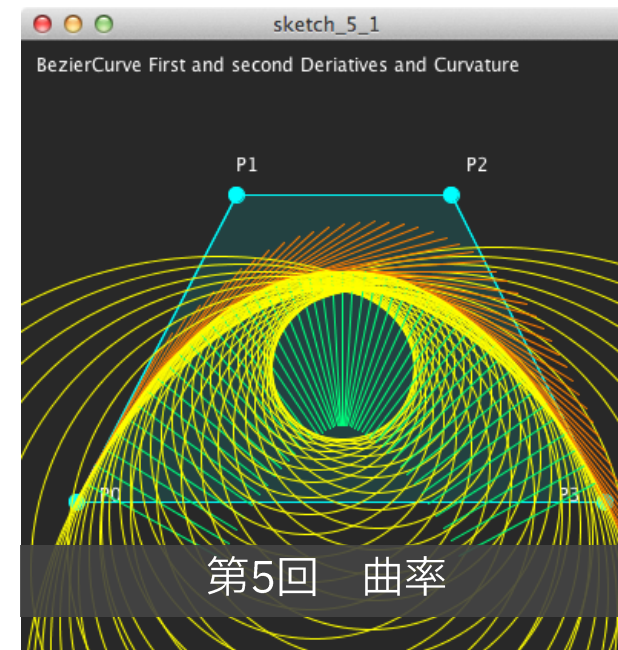 sketch_5_1
BezierCurve First and second Deriatives and Curvature
P1
P2
P0
P3
第5回　曲率